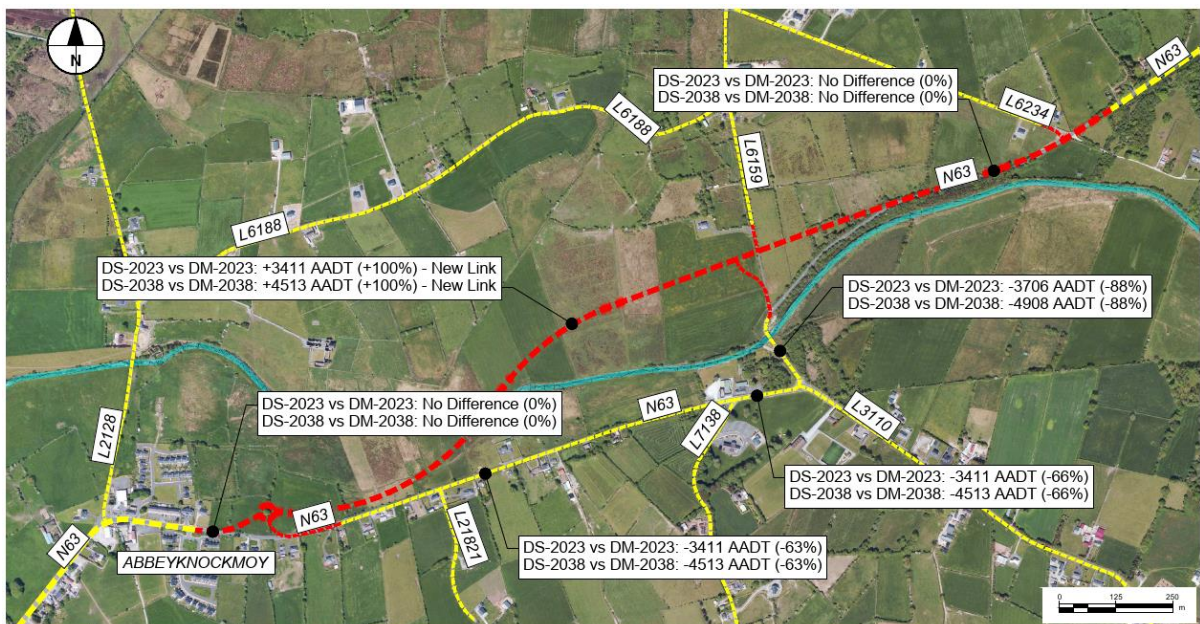 N
DS-2023 vs DM-2023: No Difference (0%)
DS-2038 vs DM-2038: No Difference (0%)
N63
L6234
L6188
L6159
N63
L6188
DS-2023 vs DM-2023: +3411 AADT (+100%) - New Link
DS-2038 vs DM-2038: +4513 AADT (+100%) - New Link
DS-2023 vs DM-2023: -3706 AADT (-88%)
DS-2038 vs DM-2038: -4908 AADT (-88%)
DS-2023 vs DM-2023: No Difference (0%)
DS-2038 vs DM-2038: No Difference (0%)
N63
L7138
L3110
L2128
DS-2023 vs DM-2023: -3411 AADT (-66%)
DS-2038 vs DM-2038: -4513 AADT (-66%)
N63
L21821
N63
ABBEYKNOCKMOY
DS-2023 vs DM-2023: -3411 AADT (-63%)
DS-2038 vs DM-2038: -4513 AADT (-63%)
0 125 250
m